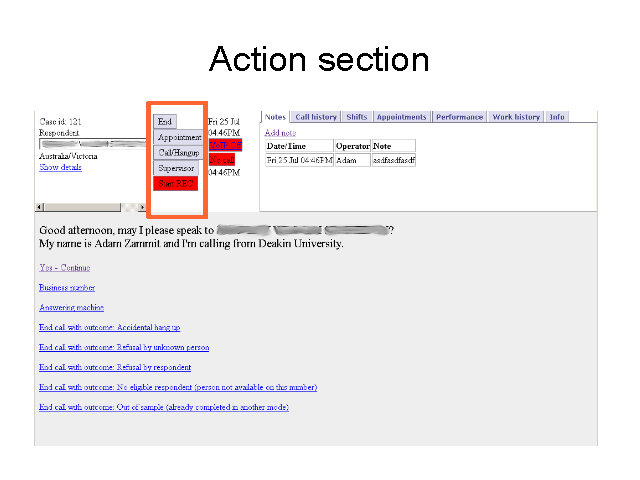 Action section
Case id: 121
Respondent
Australia/Victoria
Show details
End
Appointment
Call/Hangup
Supervisor
Start REC
Fri 25 Jul
04:46PM
No call
04:46PM
Notes Call history Shifts Appointments Performance Work history Info
Add note
Date/Time Operator Note
Fri 25 Jul 04:46PM Adam asdfasdfasdf
Good afternoon, may I please speak to ?
My name is Adam Zammit and I'm calling from Deakin University.
Yes - Continue
Business number
Answering machine
End call with outcome: Accidental hang up
End call with outcome: Refusal by unknown person
End call with outcome: Refusal by respondent
End call with outcome: No eligible respondent (person not available on this number)
End call with outcome: Out of sample (already completed in another mode)